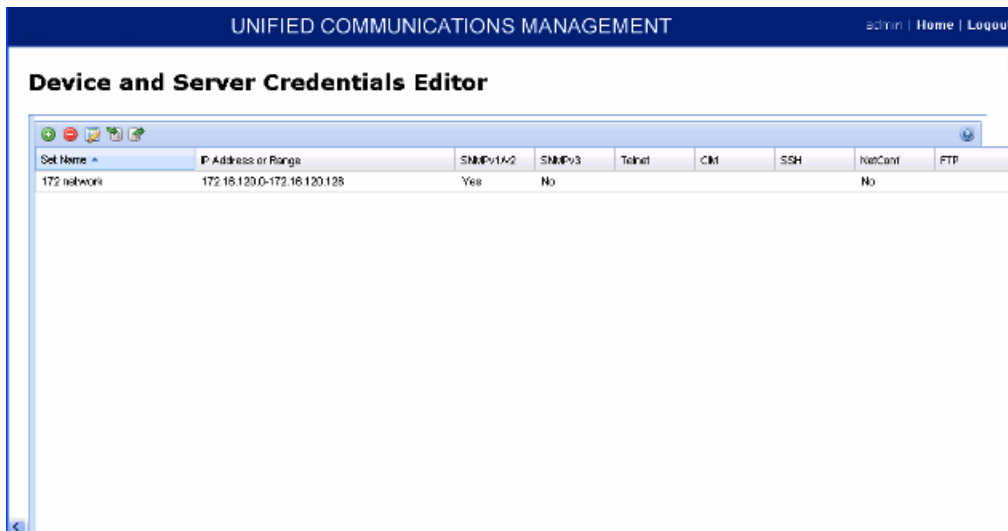 UNIFIED COMMUNICATIONS MANAGEMENT admin | Home | Logou
Device and Server Credentials Editor
Set Name IP Address or Range SNMPv1/v2 SNMPv3 Telnet CIM SSH NetConf FTP
172 network 172.16.120.0-172.16.120.128 Yes No No